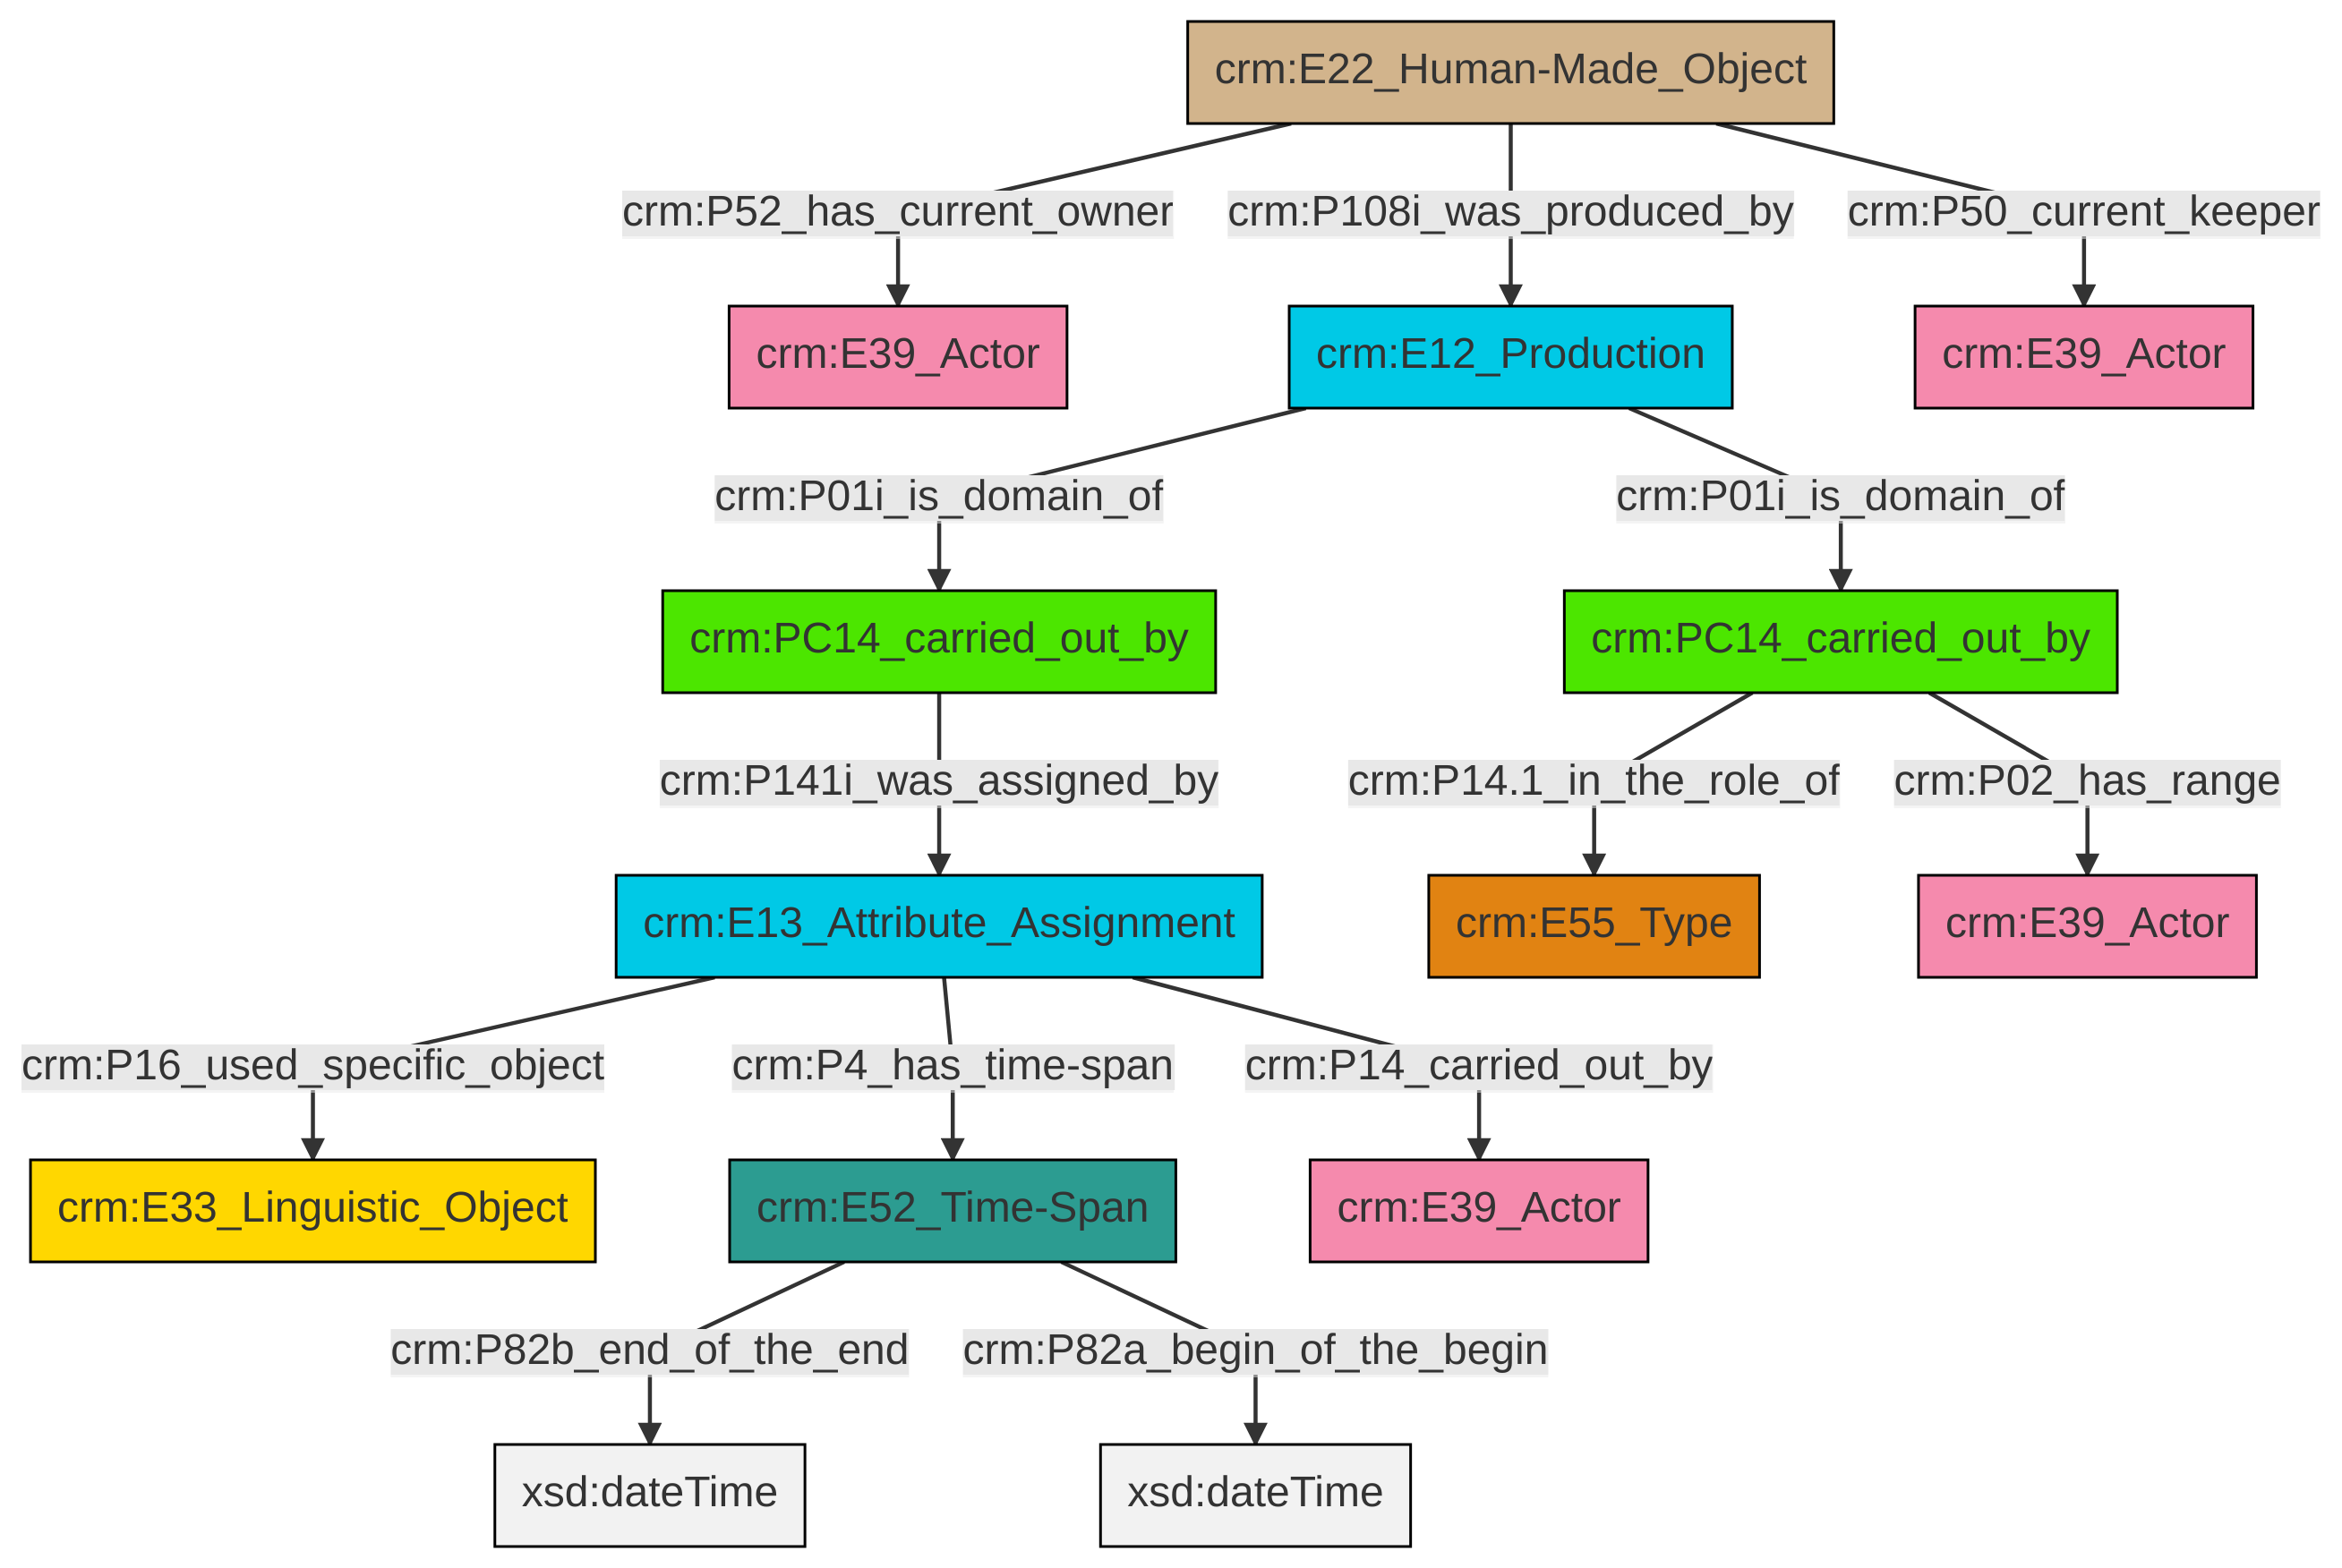 crm:E22_Human-Made_Object
crm:P52_has_current_owner
crm:P108i_was_produced_by
crm:P50_current_keeper
crm:E39_Actor
crm:E12_Production
crm:E39_Actor
crm:P01i_is_domain_of
crm:P01i_is_domain_of
crm:PC14_carried_out_by
crm:PC14_carried_out_by
crm:P141i_was_assigned_by
crm:P14.1_in_the_role_of
crm:P02_has_range
crm:E13_Attribute_Assignment
crm:E55_Type
crm:E39_Actor
crm:P16_used_specific_object
crm:P4_has_time-span
crm:P14_carried_out_by
crm:E33_Linguistic_Object
crm:E52_Time-Span
crm:E39_Actor
crm:P82b_end_of_the_end
crm:P82a_begin_of_the_begin
xsd:dateTime
xsd:dateTime